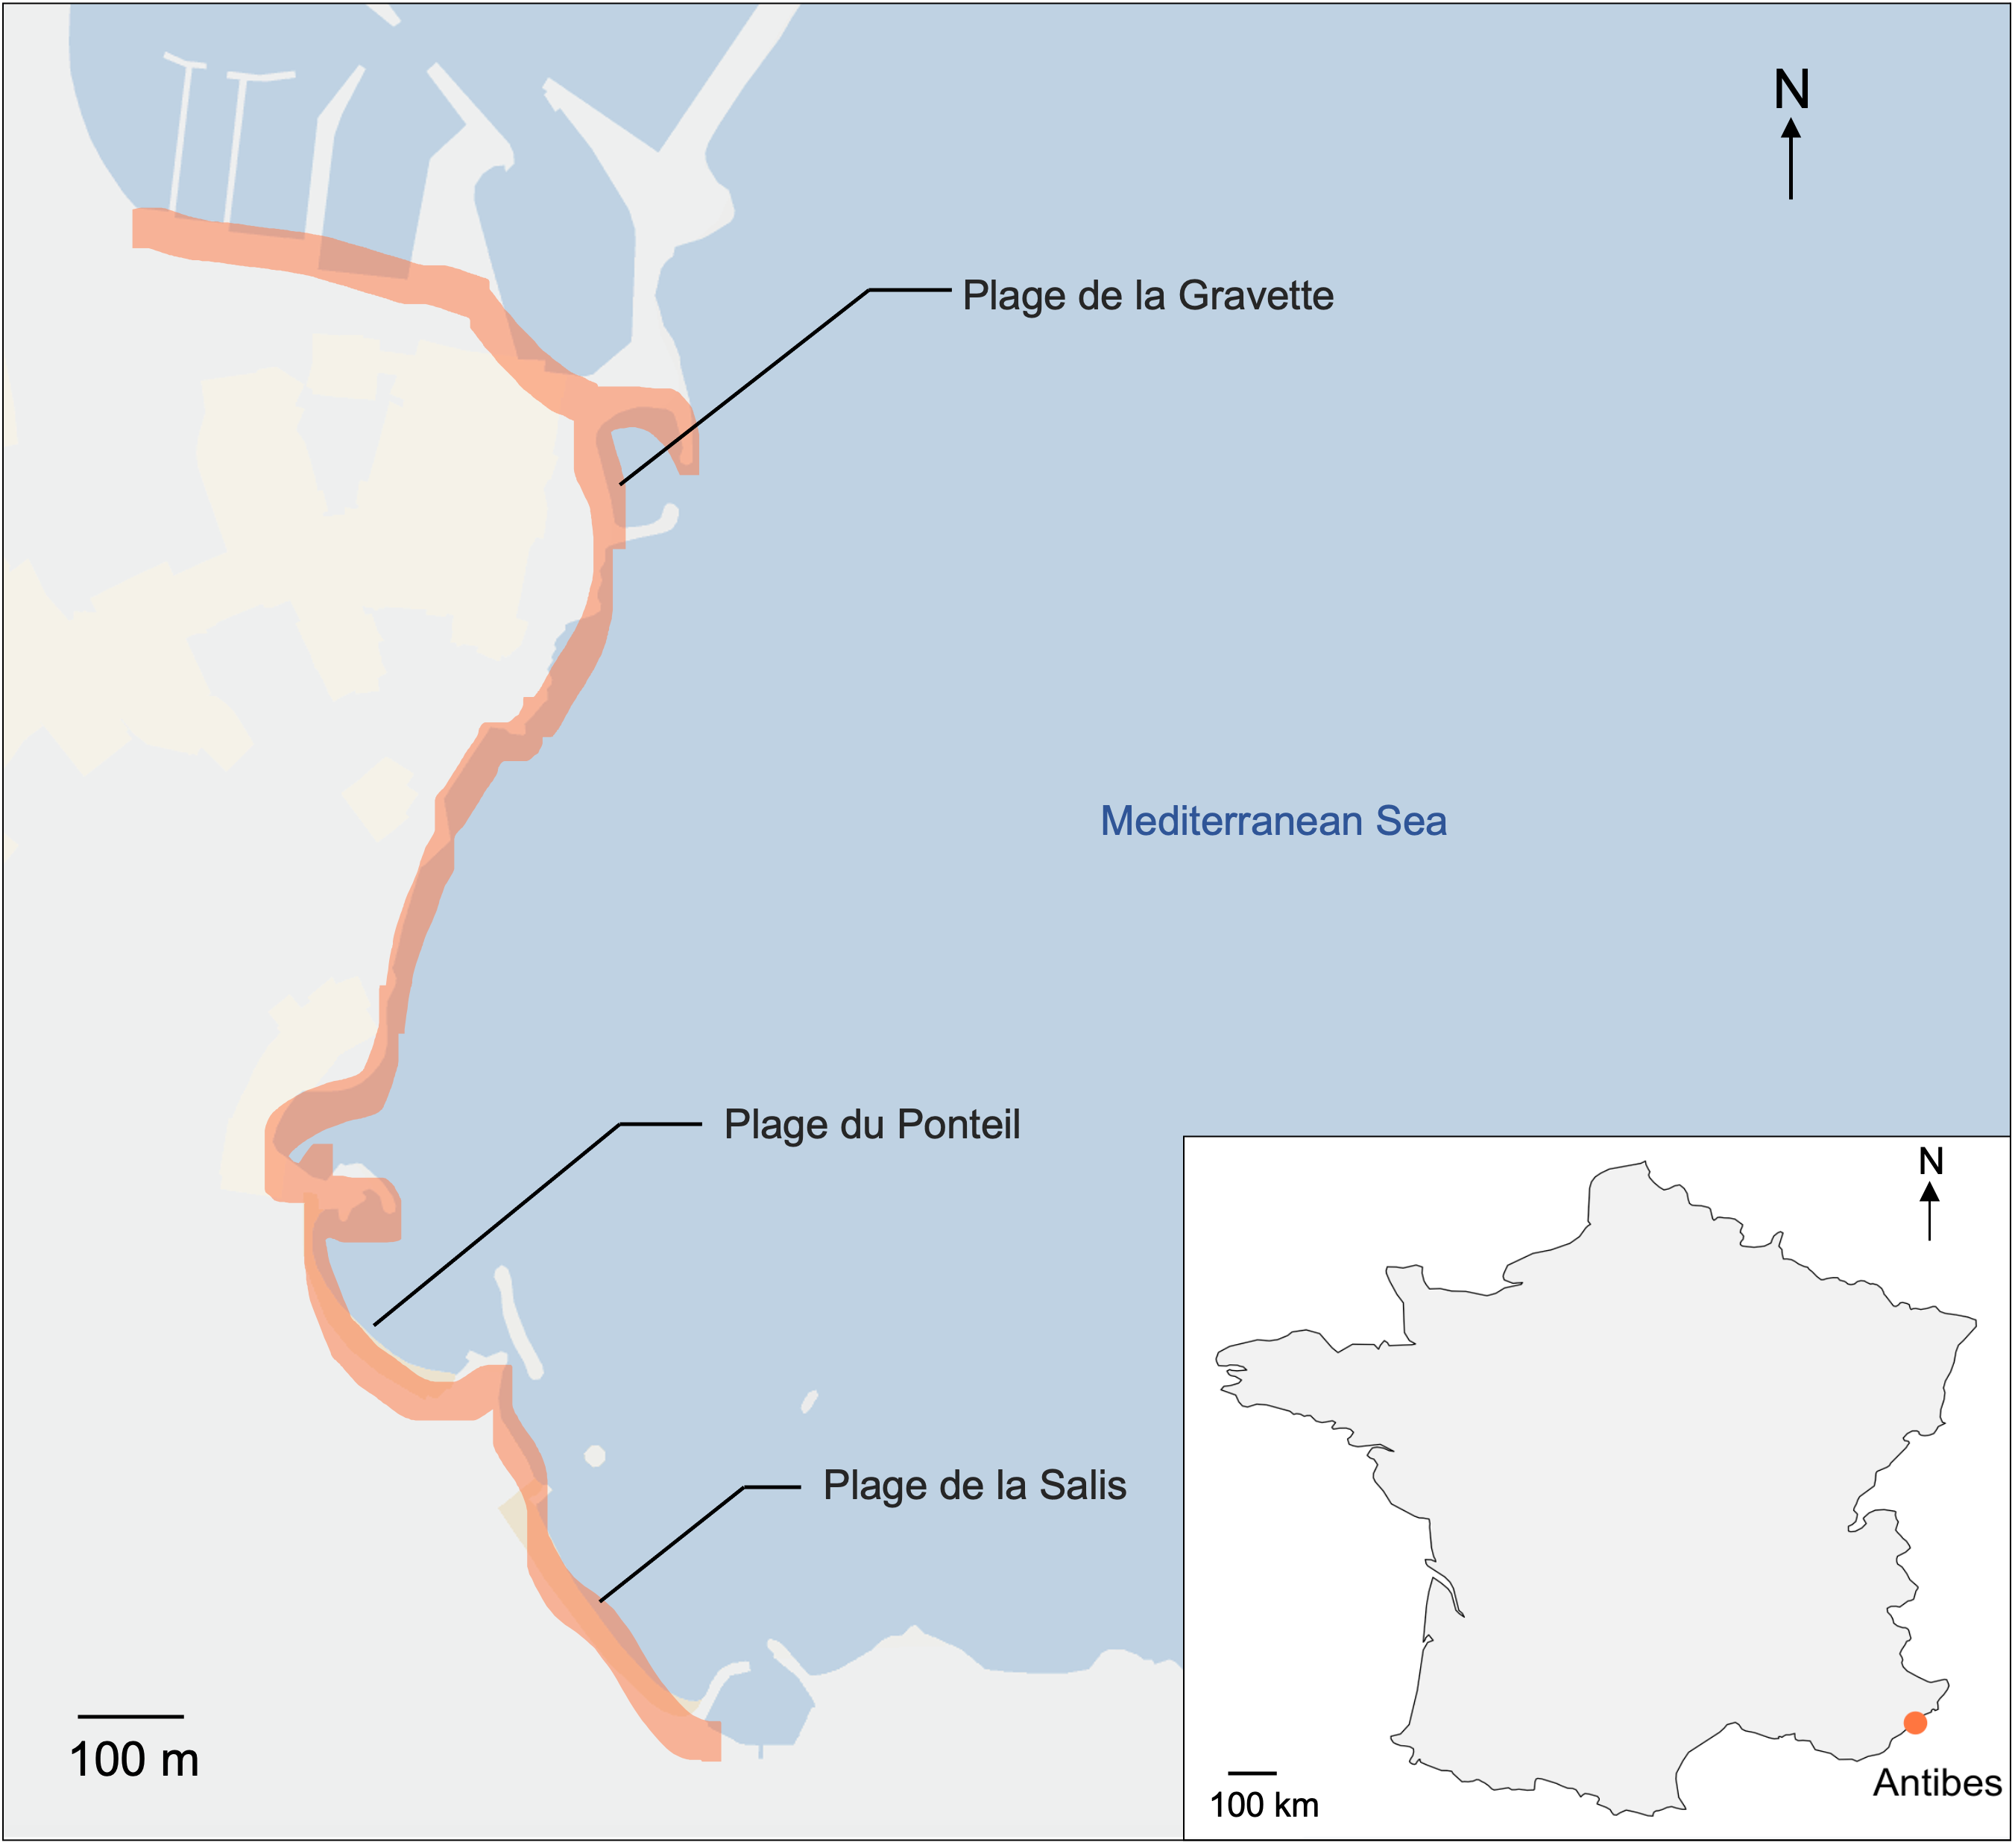 N
Plage de la Gravette
Mediterranean Sea
Plage du Ponteil
N
Plage de la Salis
100 m
Antibes
100 km